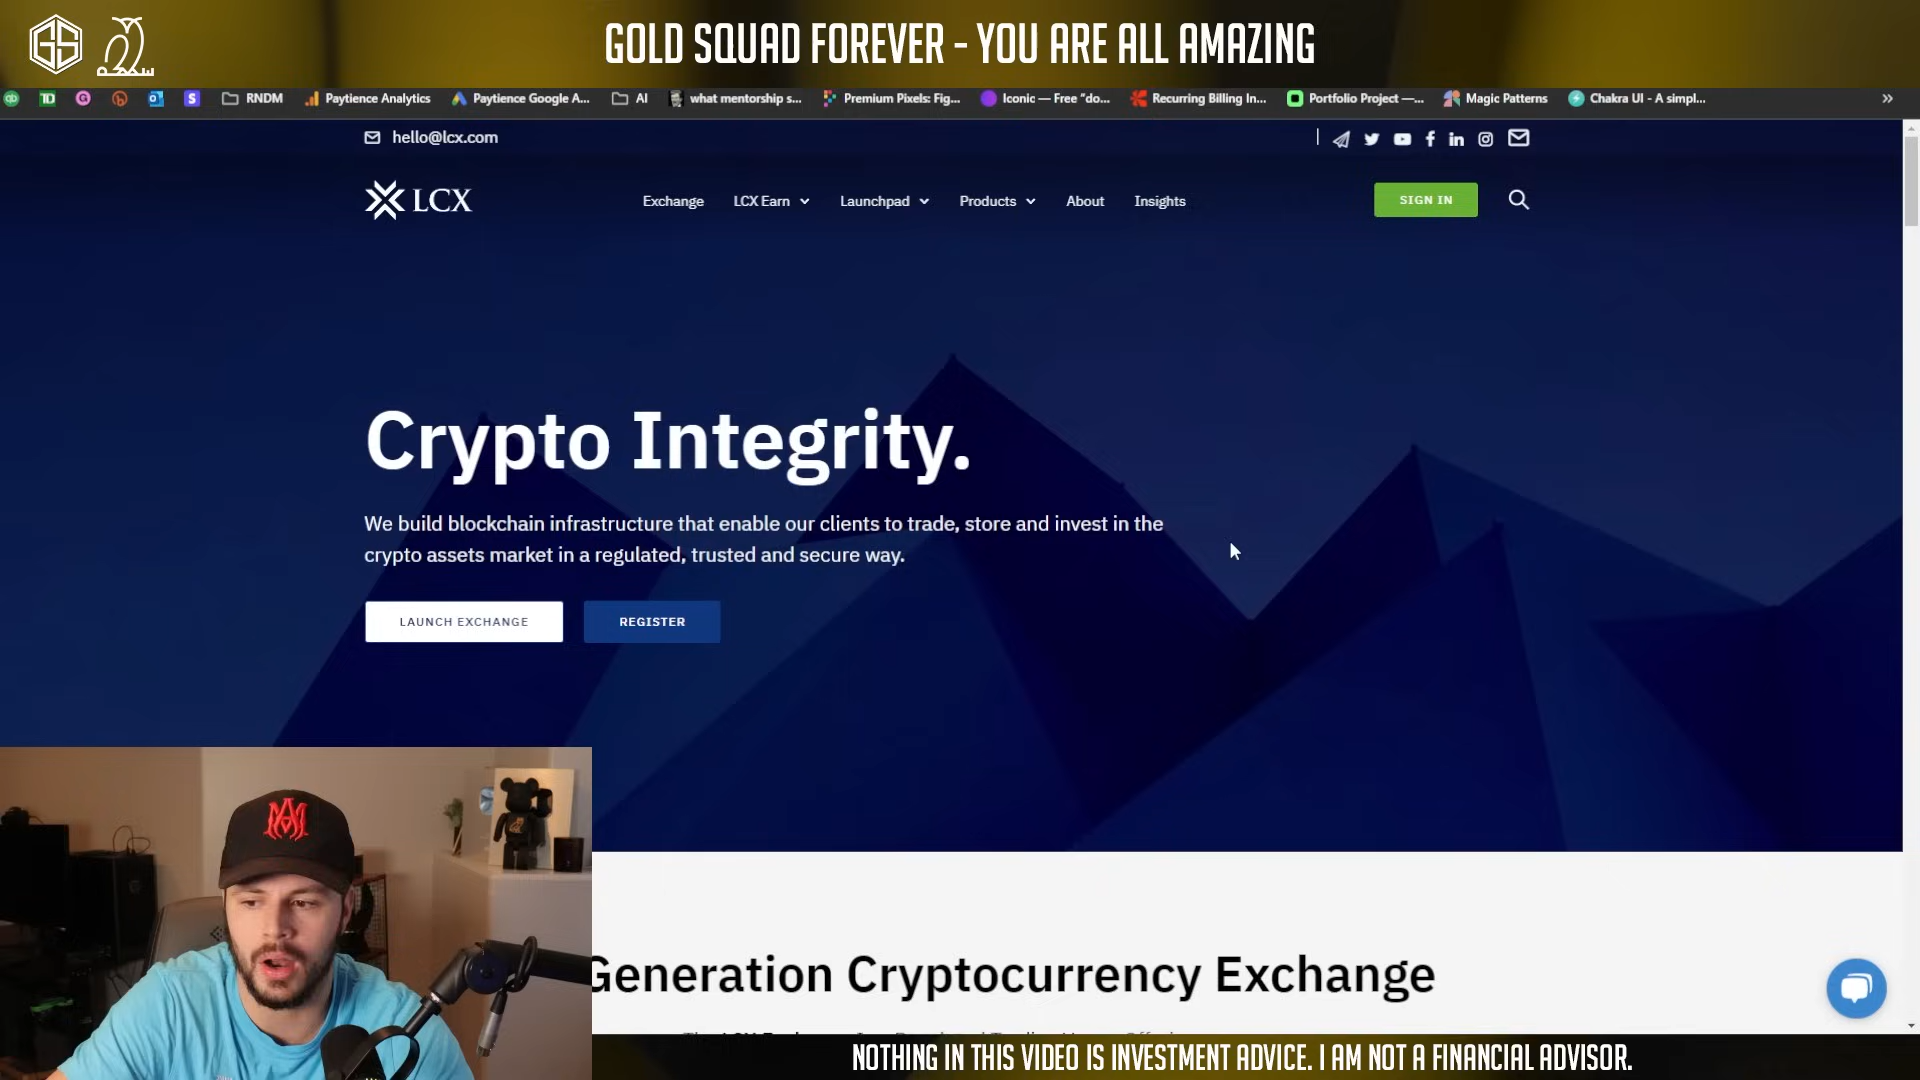 GS
GOLD SQUAD FOREVER - YOU ARE ALL AMAZING
TD
RNDM
Paytience Analytics
Paytience Google A...
AI
what mentorship s...
Premium Pixels: Fig...
Iconic — Free “do...
Recurring Billing In...
Portfolio Project —...
Magic Patterns
Chakra UI - A simpl...
hello@lcx.com
LCX
Exchange
LCX Earn
Launchpad
Products
About
Insights
SIGN IN
Crypto Integrity.
We build blockchain infrastructure that enable our clients to trade, store and invest in the
crypto assets market in a regulated, trusted and secure way.
LAUNCH EXCHANGE
REGISTER
Generation Cryptocurrency Exchange
NOTHING IN THIS VIDEO IS INVESTMENT ADVICE. I AM NOT A FINANCIAL ADVISOR.